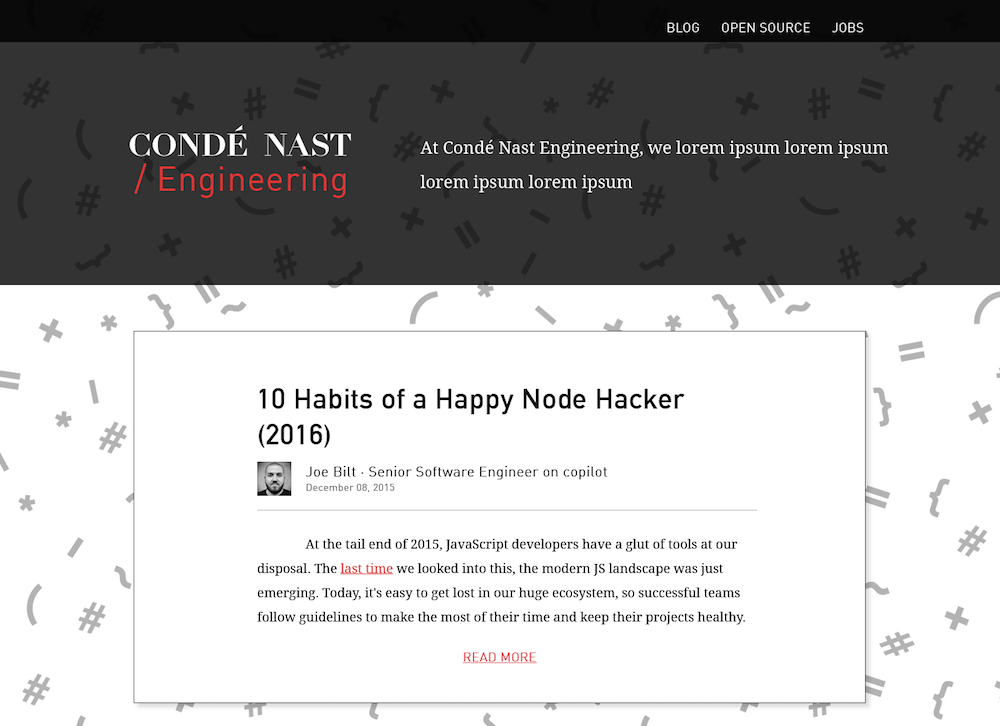 BLOG OPEN SOURCE JOBS
CONDÉ NAST
/ Engineering
At Condé Nast Engineering, we lorem ipsum lorem ipsum
lorem ipsum lorem ipsum
10 Habits of a Happy Node Hacker
(2016)
Joe Bilt · Senior Software Engineer on copilot
December 08, 2015
At the tail end of 2015, JavaScript developers have a glut of tools at our
disposal. The last time we looked into this, the modern JS landscape was just
emerging. Today, it's easy to get lost in our huge ecosystem, so successful teams
follow guidelines to make the most of their time and keep their projects healthy.
READ MORE